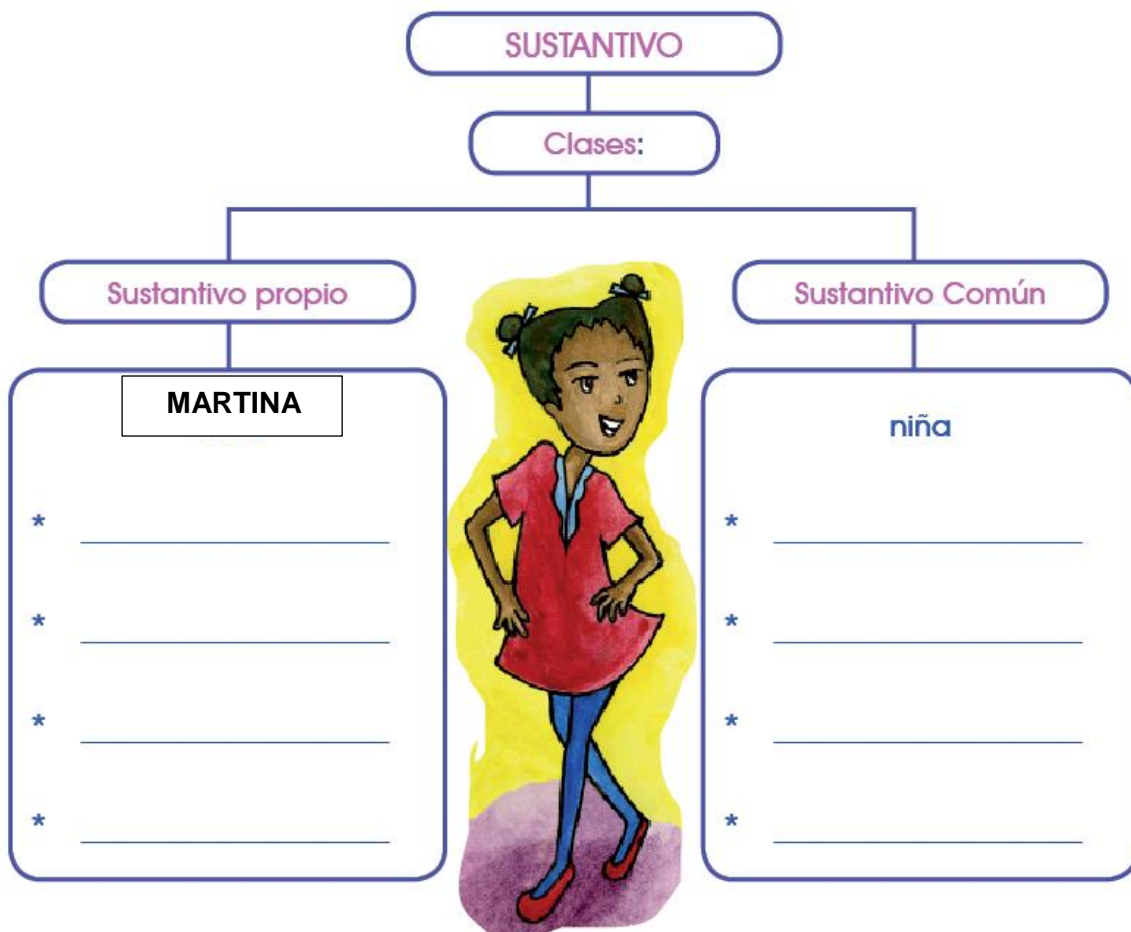 SUSTANTIVO
Clases:
Sustantivo propio
Sustantivo Común
MARTINA
niña
*
*
*
*
*
*
*
*